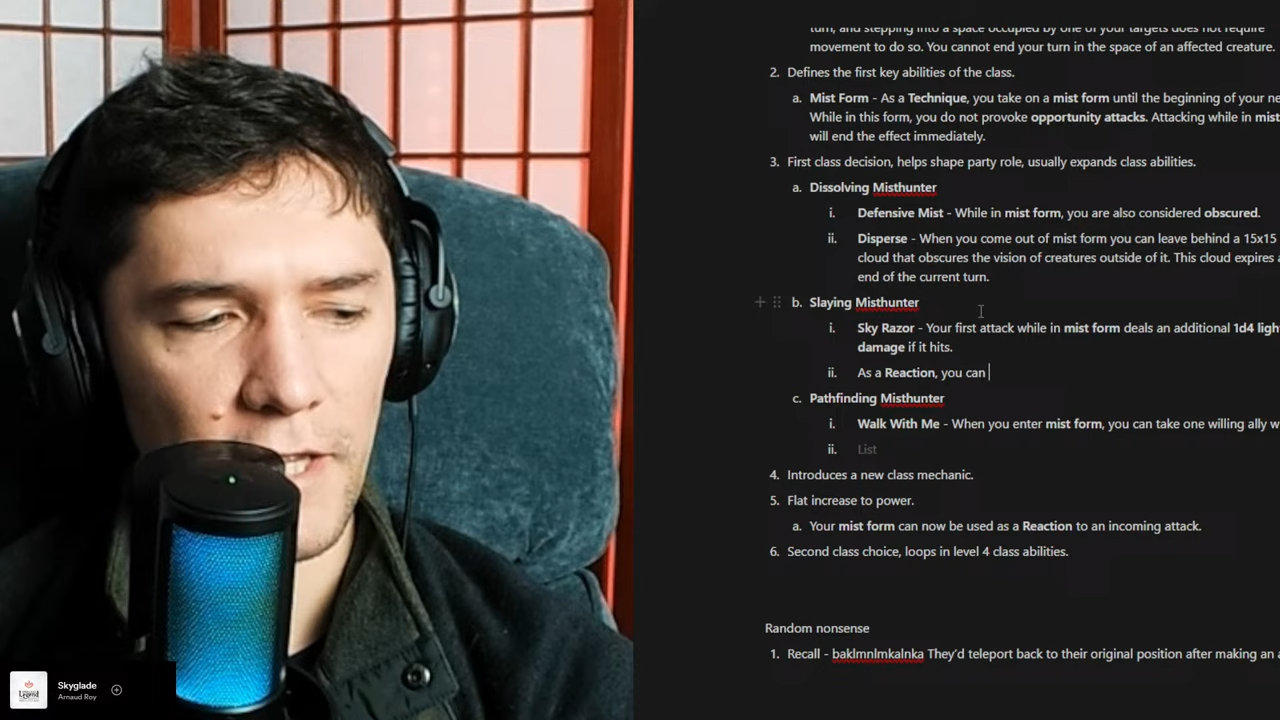 turn, and stepping into a space occupied by one of your targets does not require
movement to do so. You cannot end your turn in the space of an affected creature.
2. Defines the first key abilities of the class.
a. Mist Form - As a Technique, you take on a mist form until the beginning of your
While in this form, you do not provoke opportunity attacks. Attacking while in
will end the effect immediately.
3. First class decision, helps shape party role, usually expands class abilities.
a. Dissolving Misthunter
i. Defensive Mist - While in mist form, you are also considered obscured.
ii. Disperse - When you come out of mist form you can leave behind a 15x15
cloud that obscures the vision of creatures outside of it. This cloud expires
end of the current turn.
b. Slaying Misthunter
i. Sky Razor - Your first attack while in mist form deals an additional 1d4
damage if it hits.
ii. As a Reaction, you can
c. Pathfinding Misthunter
i. Walk With Me - When you enter mist form, you can take one willing ally
ii. List
4. Introduces a new class mechanic.
5. Flat increase to power.
a. Your mist form can now be used as a Reaction to an incoming attack.
6. Second class choice, loops in level 4 class abilities.
Random nonsense
1. Recall - baklmnlmkalnka They'd teleport back to their original position after making an
Legend
Skyglade
Arnaud Roy